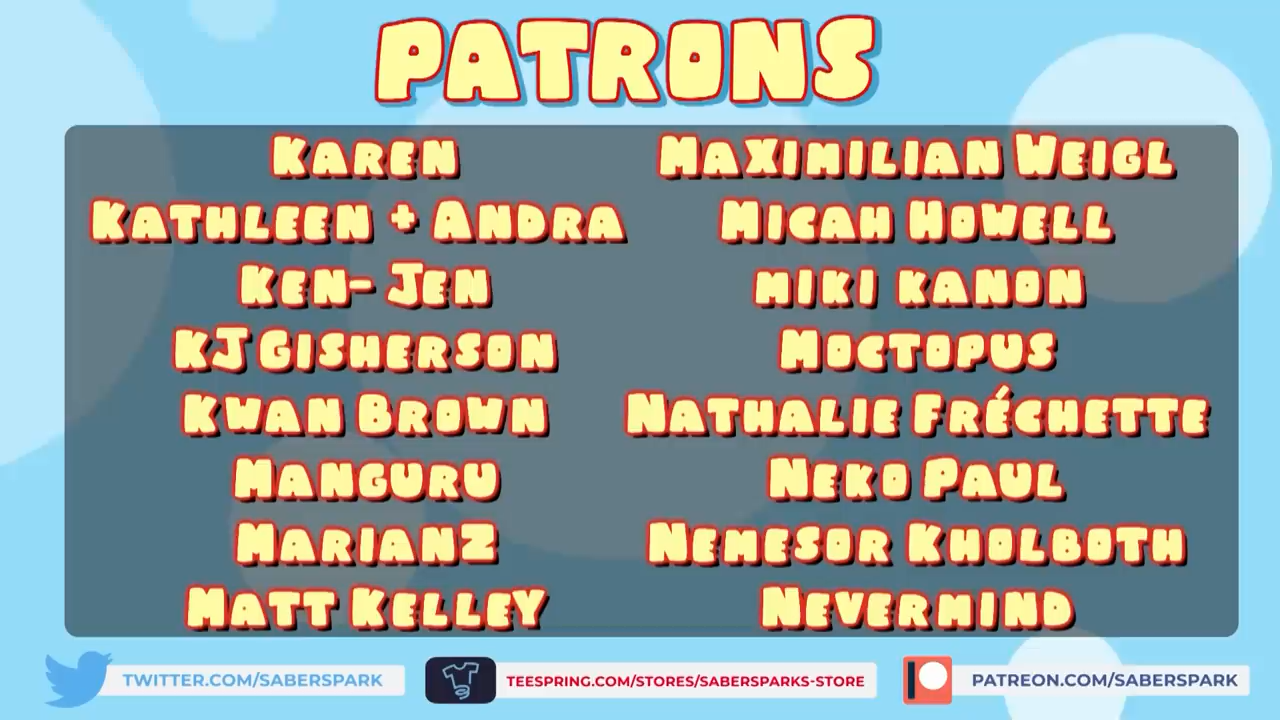 PATRONS
KAREN
KATHLEEN + ANDRA
KEN- JEN
KJ GISHERSON
KWAN BROWN
MANGURU
MARIANZ
MATT KELLEY
MAXIMILIAN WEIGL
MICAH HOWELL
MIKI KANON
MOCTOPUS
NATHALIE FRÉCHETTE
NEKO PAUL
NEMESOR KHOLBOTH
NEVERMIND
TWITTER.COM/SABERSPARK
TEESPRING.COM/STORES/SABERSPARKS-STORE
PATREON.COM/SABERSPARK